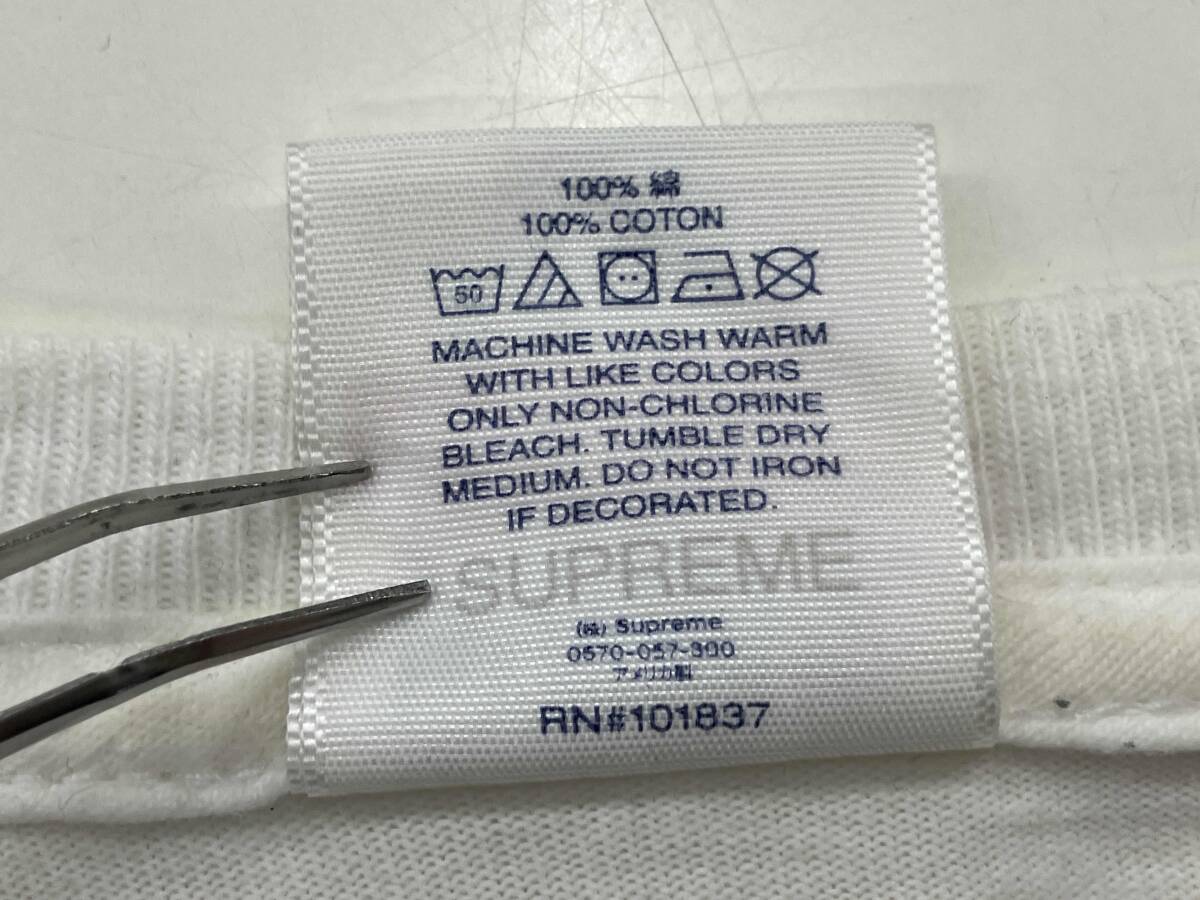 100% 綿
100% COTON
50
MACHINE WASH WARM
WITH LIKE COLORS
ONLY NON-CHLORINE
BLEACH. TUMBLE DRY
MEDIUM. DO NOT IRON
IF DECORATED.
SUPREME
(株) Supreme
0570-057-300
アメリカ製
RN#101837